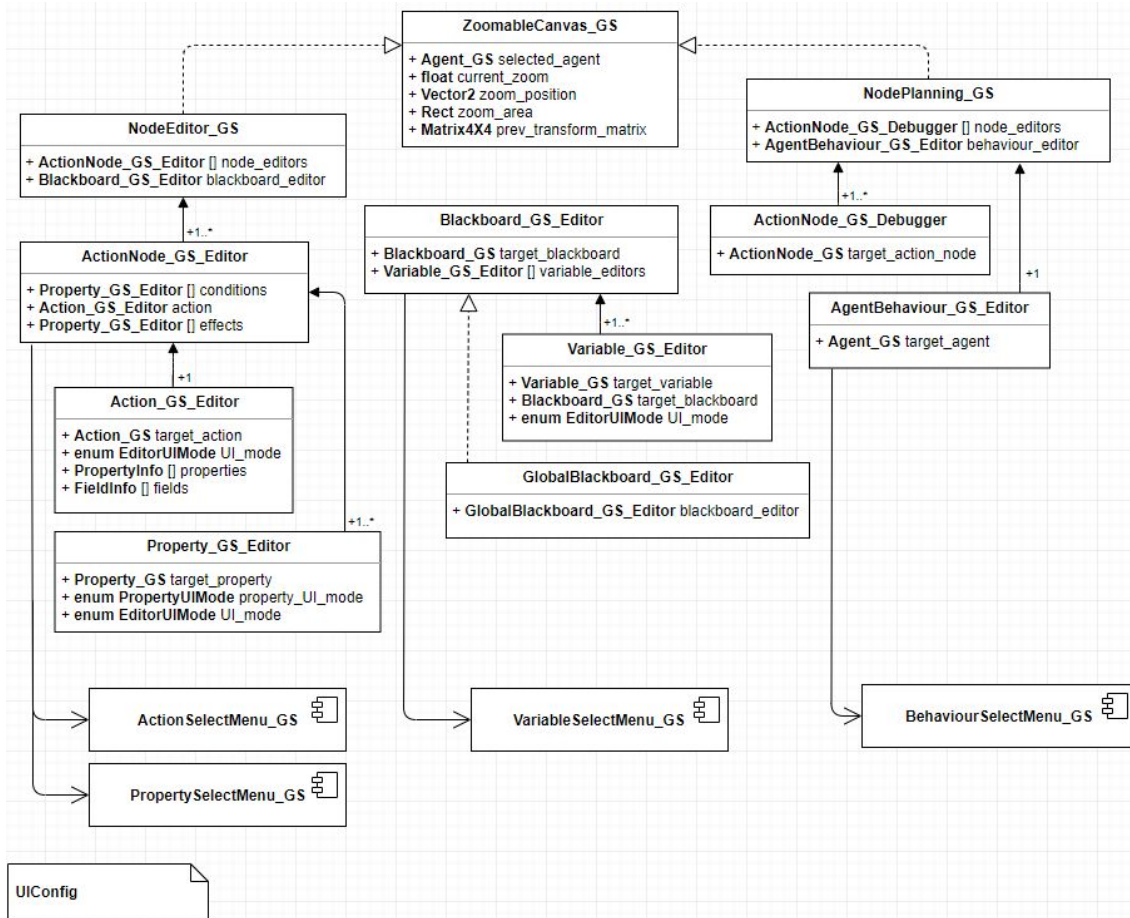 ZoomableCanvas_GS
+ Agent_GS selected_agent
+ float current_zoom
+ Vector2 zoom_position
+ Rect zoom_area
+ Matrix4X4 prev_transform_matrix
NodeEditor_GS
+ ActionNode_GS_Editor [] node_editors
+ Blackboard_GS_Editor blackboard_editor
NodePlanning_GS
+ ActionNode_GS_Debugger [] node_editors
+ AgentBehaviour_GS_Editor behaviour_editor
+1..*
ActionNode_GS_Editor
+ Property_GS_Editor [] conditions
+ Action_GS_Editor action
+ Property_GS_Editor [] effects
Blackboard_GS_Editor
+ Blackboard_GS target_blackboard
+ Variable_GS_Editor [] variable_editors
+1..*
ActionNode_GS_Debugger
+ ActionNode_GS target_action_node
+1
AgentBehaviour_GS_Editor
+ Agent_GS target_agent
+1..*
Variable_GS_Editor
+ Variable_GS target_variable
+ Blackboard_GS target_blackboard
+ enum EditorUIMode UI_mode
+1
Action_GS_Editor
+ Action_GS target_action
+ enum EditorUIMode UI_mode
+ PropertyInfo [] properties
+ FieldInfo [] fields
GlobalBlackboard_GS_Editor
+ GlobalBlackboard_GS_Editor blackboard_editor
+1..*
Property_GS_Editor
+ Property_GS target_property
+ enum PropertyUIMode property_UI_mode
+ enum EditorUIMode UI_mode
ActionSelectMenu_GS
VariableSelectMenu_GS
BehaviourSelectMenu_GS
PropertySelectMenu_GS
UIConfig